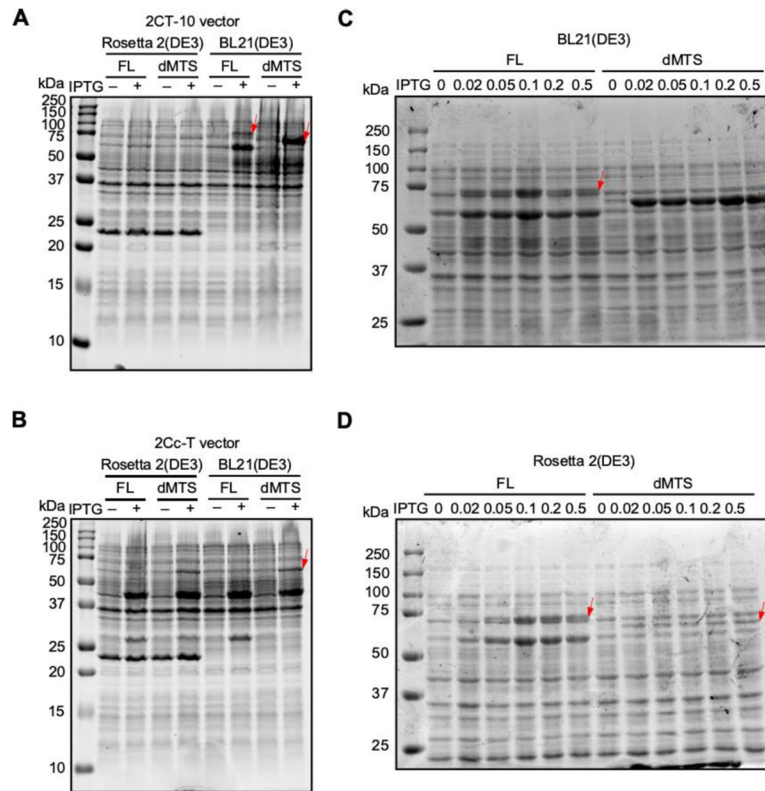 A
2CT-10 vector
Rosetta 2(DE3) BL21(DE3)
FL dMTS FL dMTS
kDa IPTG – + – + – + – +
250
150
100
75
50
37
25
20
15
10
B
2Cc-T vector
Rosetta 2(DE3) BL21(DE3)
FL dMTS FL dMTS
kDa IPTG – + – + – + – +
250
150
100
75
50
37
25
20
15
10
C
BL21(DE3)
FL dMTS
kDa IPTG 0 0.02 0.05 0.1 0.2 0.5 0 0.02 0.05 0.1 0.2 0.5
250
150
100
75
50
37
25
D
Rosetta 2(DE3)
FL dMTS
kDa IPTG 0 0.02 0.05 0.1 0.2 0.5 0 0.02 0.05 0.1 0.2 0.5
250
150
100
75
50
37
25